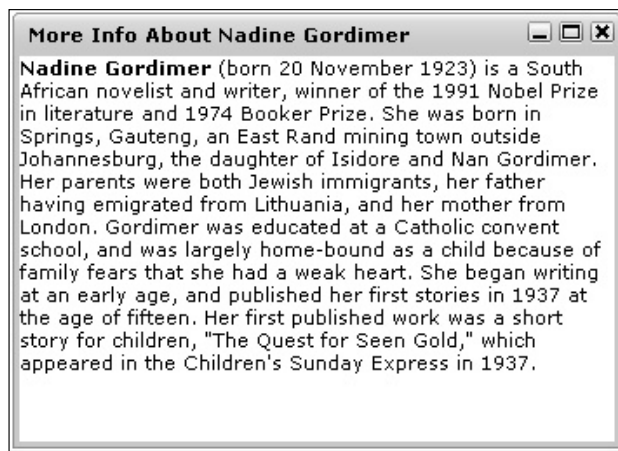 More Info About Nadine Gordimer
Nadine Gordimer (born 20 November 1923) is a South
African novelist and writer, winner of the 1991 Nobel Prize
in literature and 1974 Booker Prize. She was born in
Springs, Gauteng, an East Rand mining town outside
Johannesburg, the daughter of Isidore and Nan Gordimer.
Her parents were both Jewish immigrants, her father
having emigrated from Lithuania, and her mother from
London. Gordimer was educated at a Catholic convent
school, and was largely home-bound as a child because of
family fears that she had a weak heart. She began writing
at an early age, and published her first stories in 1937 at
the age of fifteen. Her first published work was a short
story for children, "The Quest for Seen Gold," which
appeared in the Children's Sunday Express in 1937.